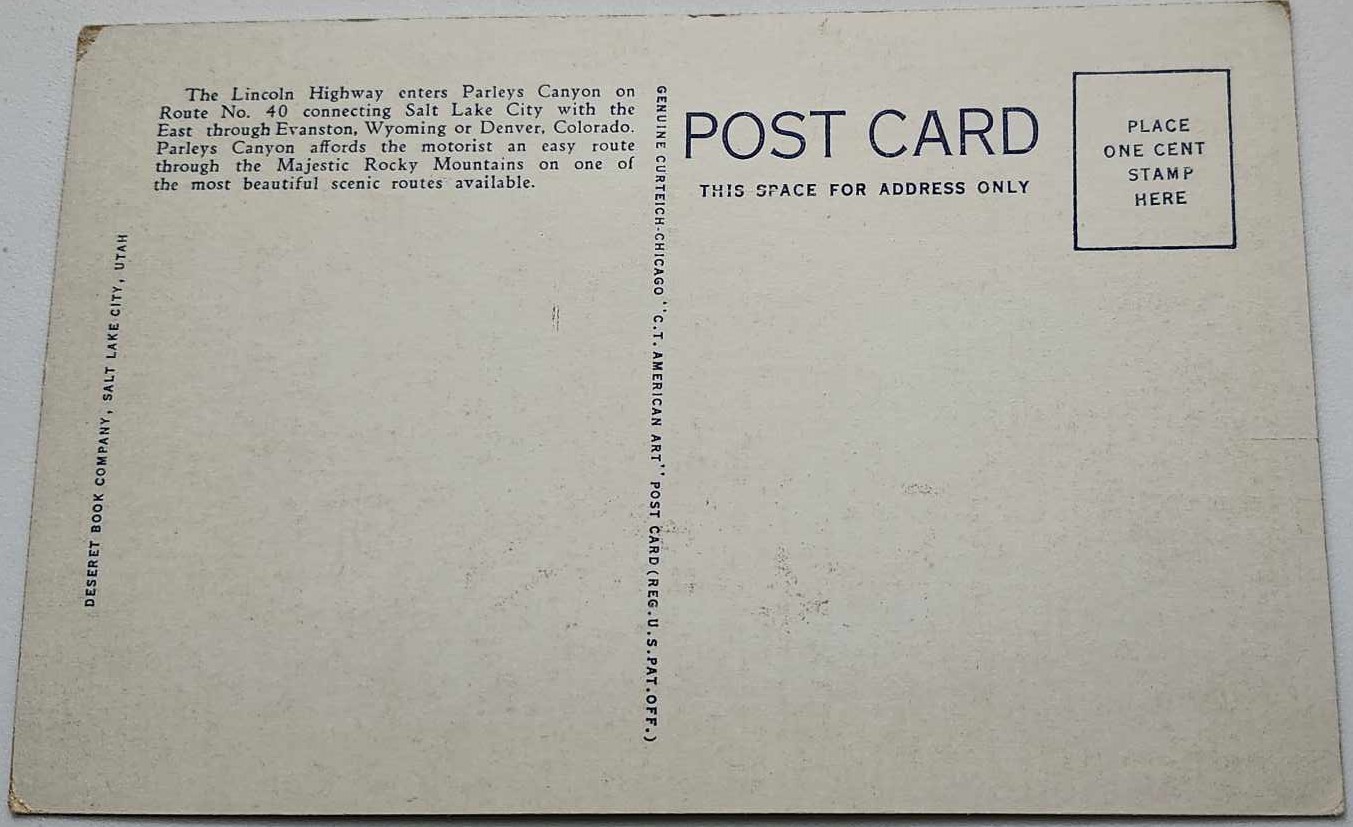 The Lincoln Highway enters Parleys Canyon on
Route No. 40 connecting Salt Lake City with the
East through Evanston, Wyoming or Denver, Colorado.
Parleys Canyon affords the motorist an easy route
through the Majestic Rocky Mountains on one of
the most beautiful scenic routes available.
DESERET BOOK COMPANY, SALT LAKE CITY, UTAH
GENUINE CURTEICH-CHICAGO "C.T. AMERICAN ART" POST CARD (REG. U.S. PAT. OFF.)
POST CARD
THIS SPACE FOR ADDRESS ONLY
PLACE
ONE CENT
STAMP
HERE